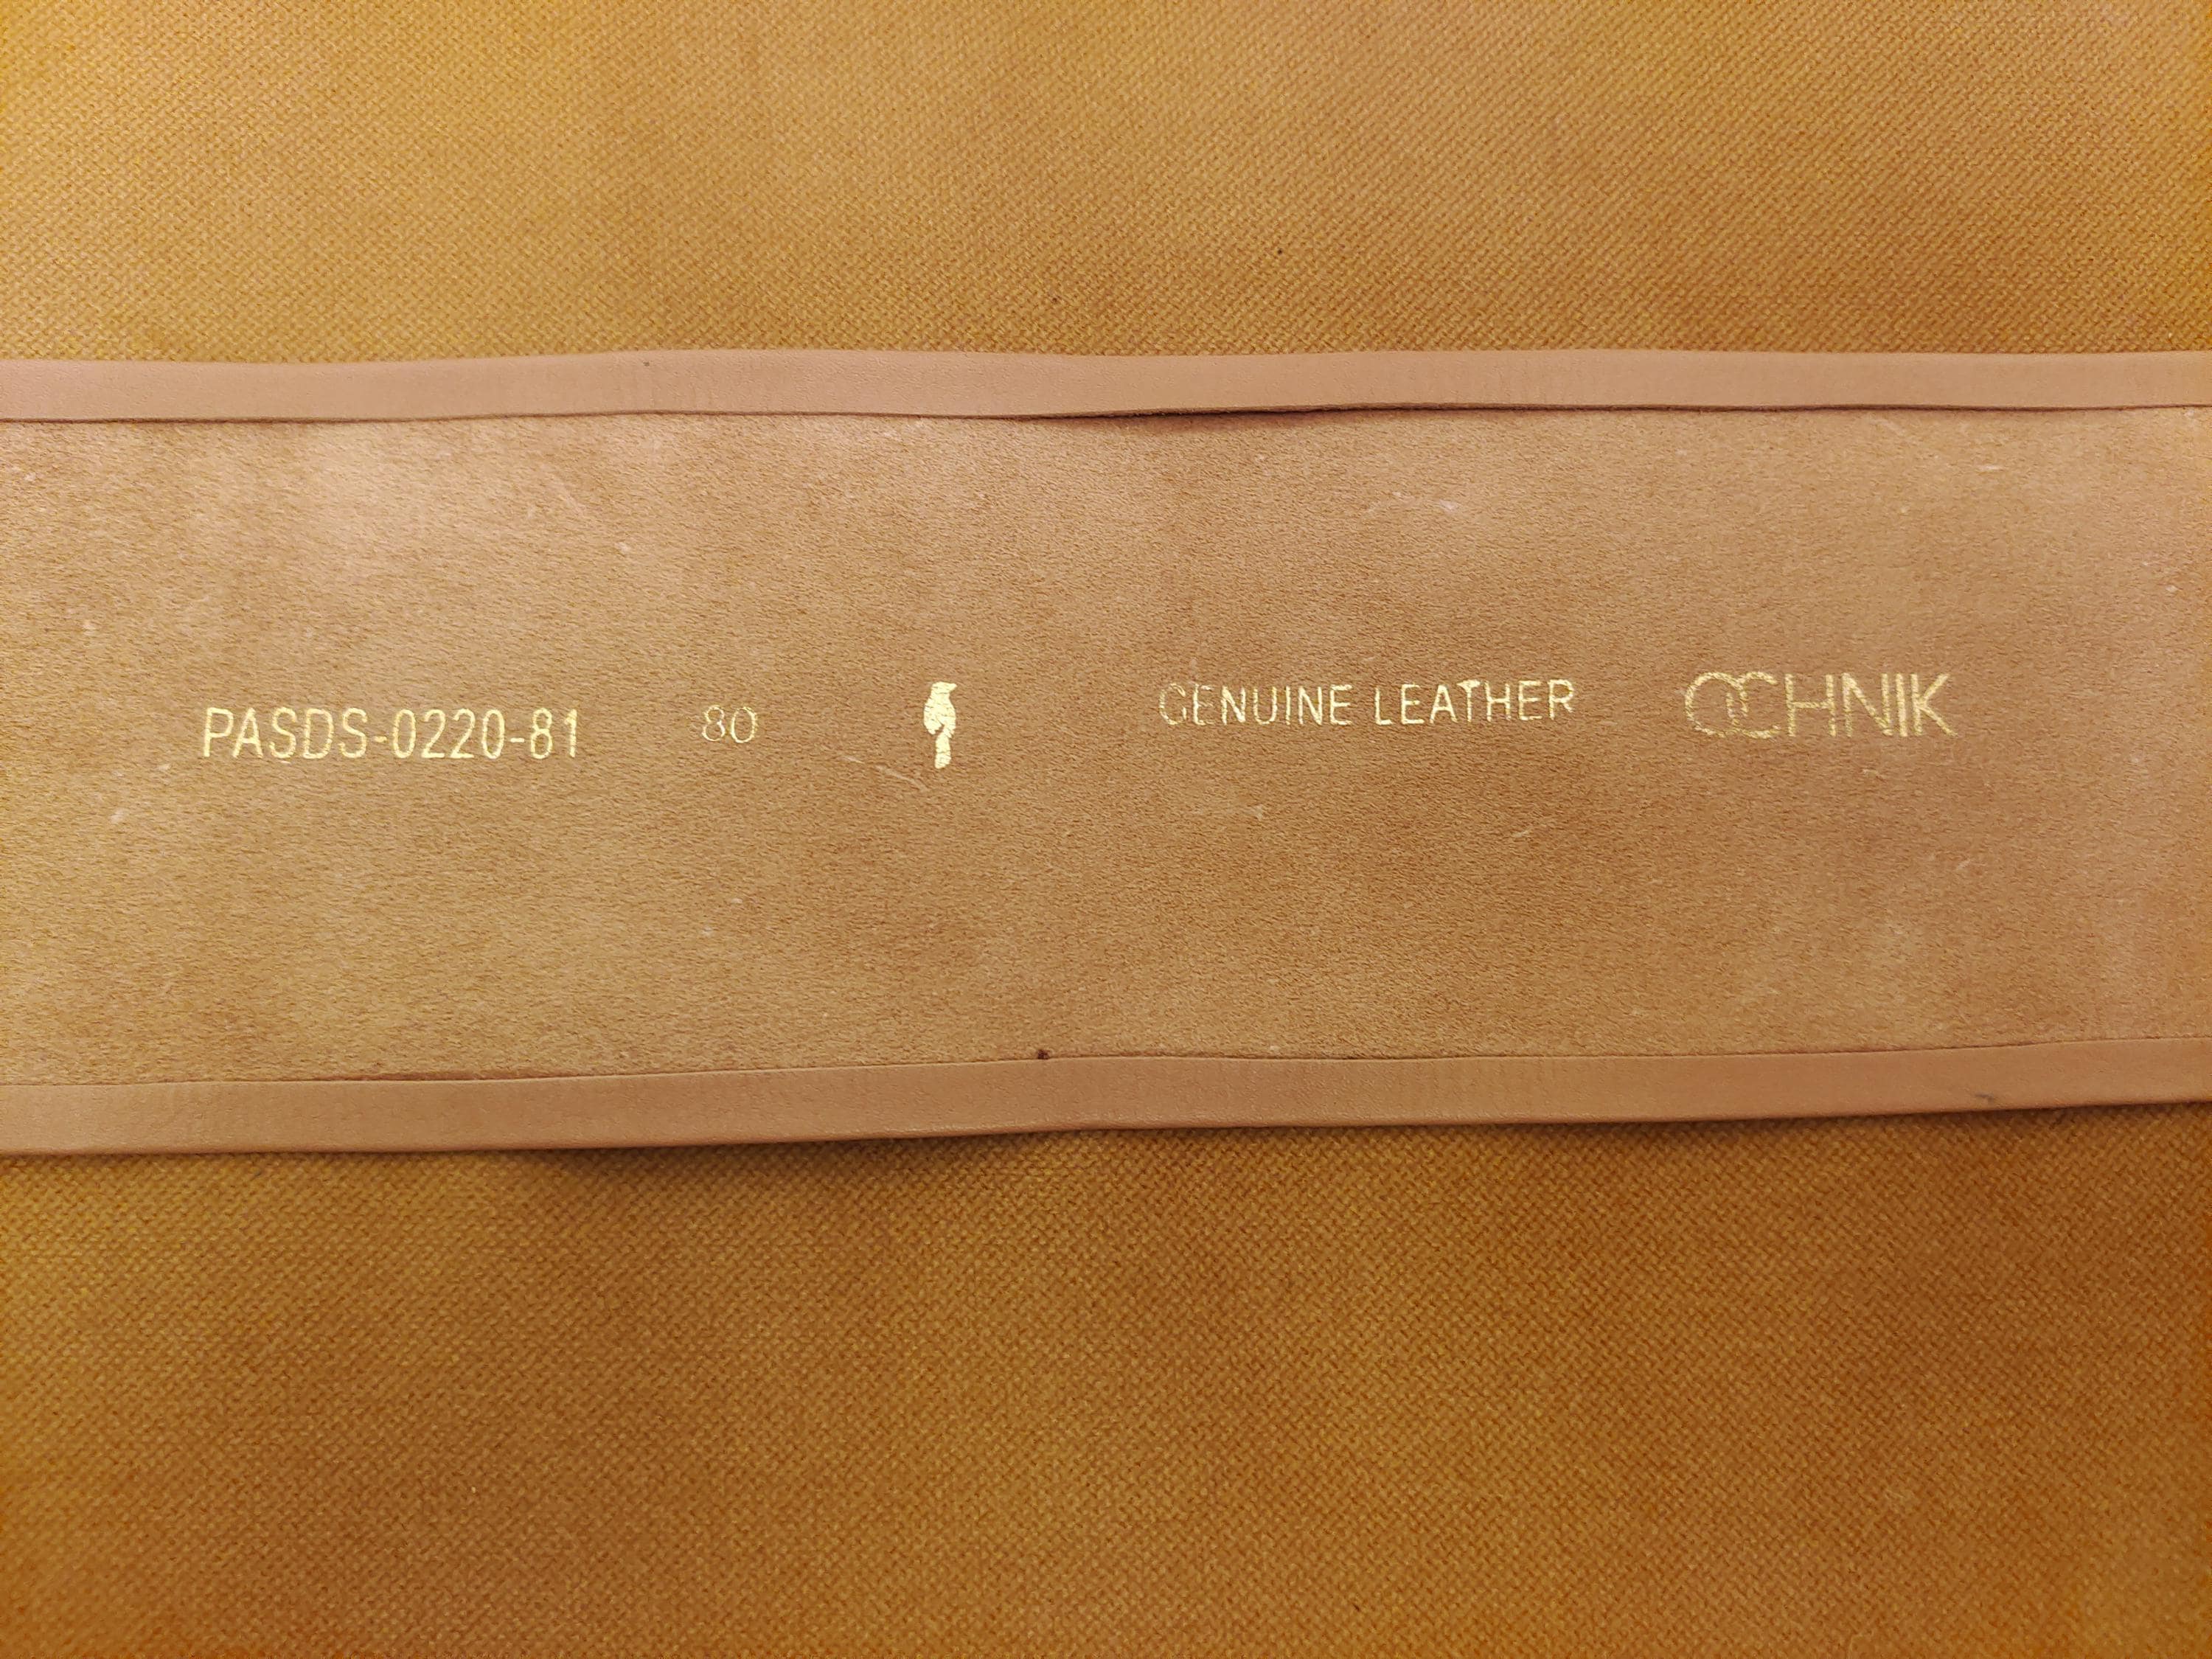 PASDS-0220-81 80 GENUINE LEATHER OCHNIK